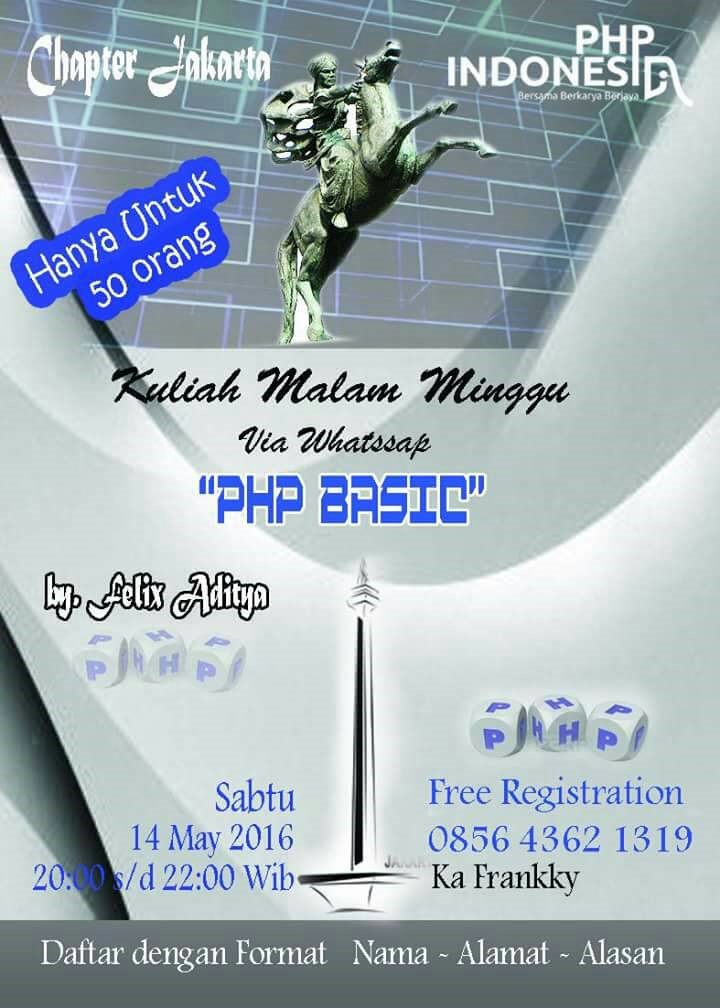 Chapter Jakarta
PHP
INDONESIA
Bersama Berkarya Berjaya
Hanya Untuk
50 orang
Kuliah Malam Minggu
Via Whatssap
"PHP BASIC"
by. Felix Aditya
P H P
P H H P P
P H P
P H H P P
Sabtu
14 May 2016
20:00 s/d 22:00 Wib
Free Registration
0856 4362 1319
JAKAR
Ka Frankky
Daftar dengan Format Nama - Alamat - Alasan